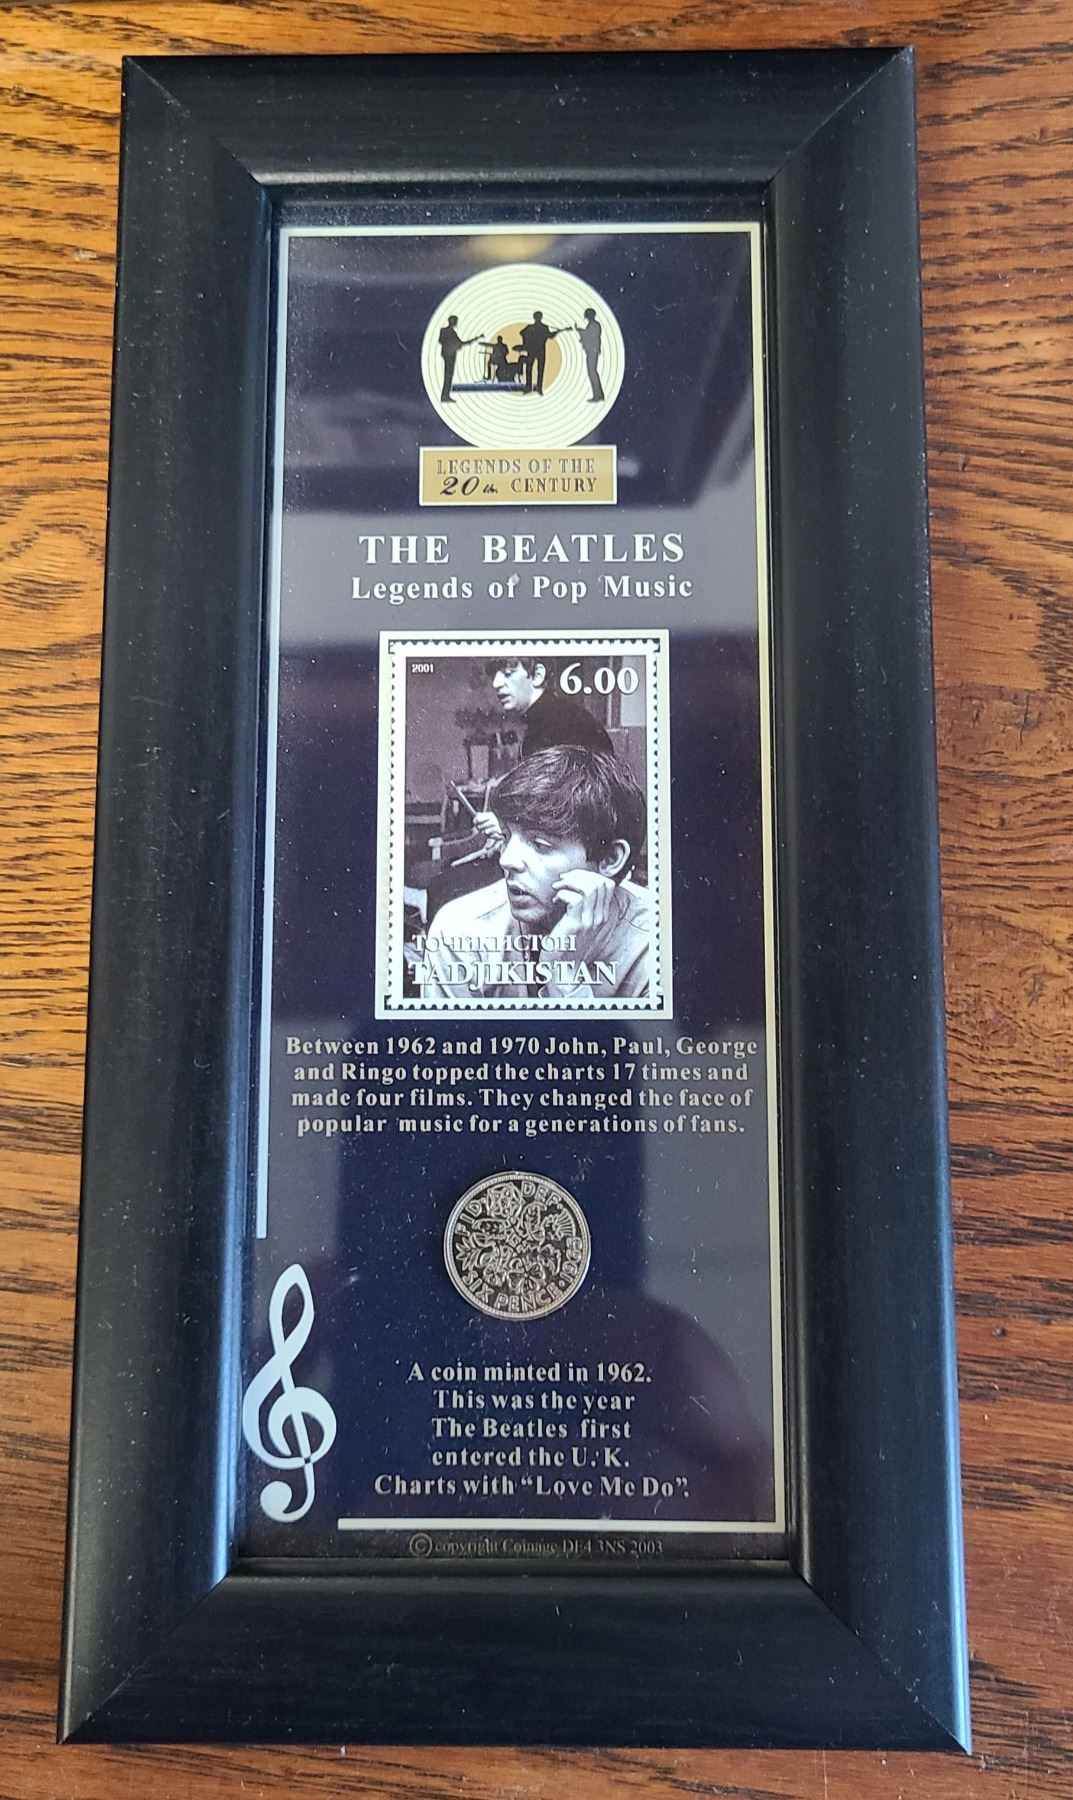 LEGENDS OF THE
20th. CENTURY
THE BEATLES
Legends of Pop Music
2001
6.00
ТОҶИКИСТОН
TADJIKISTAN
Between 1962 and 1970 John, Paul, George
and Ringo topped the charts 17 times and
made four films. They changed the face of
popular music for a generations of fans.
FID DEF
SIX PENCE
A coin minted in 1962.
This was the year
The Beatles first
entered the U.K.
Charts with “Love Me Do”.
© copyright Coinage DE4 3NS 2003